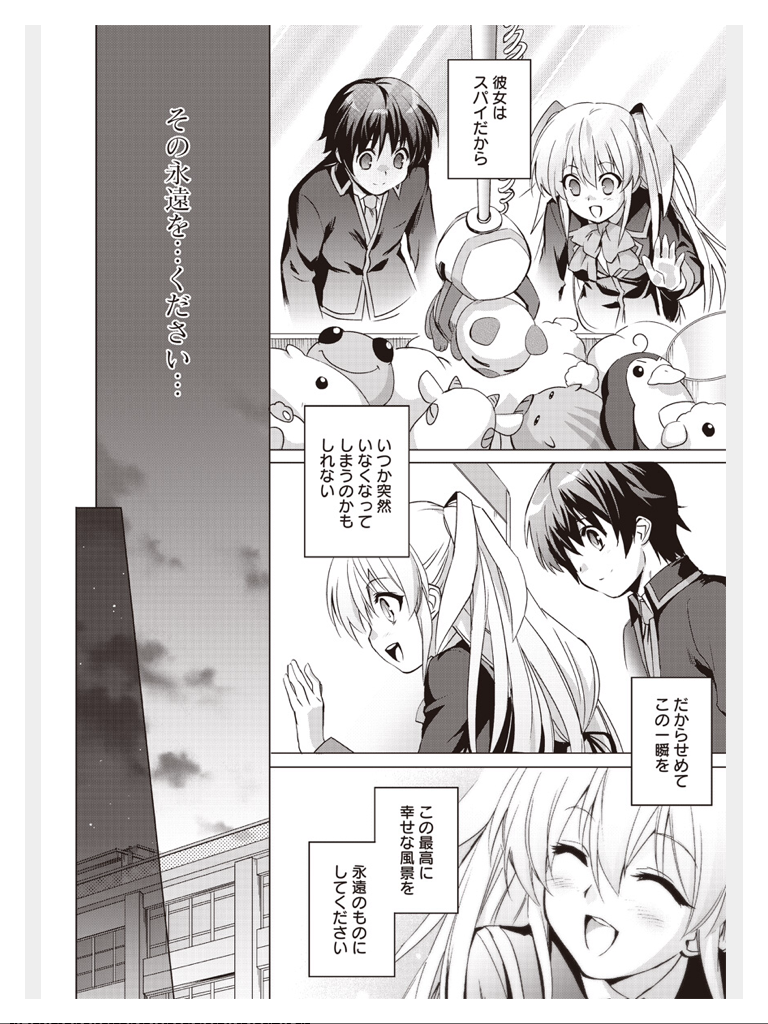 彼女は
スパイだから
いつか突然
いなくなって
しまうのかも
しれない
だからせめて
この一瞬を
この最高に
幸せな風景を
永遠のものに
してください
その永遠を…ください…